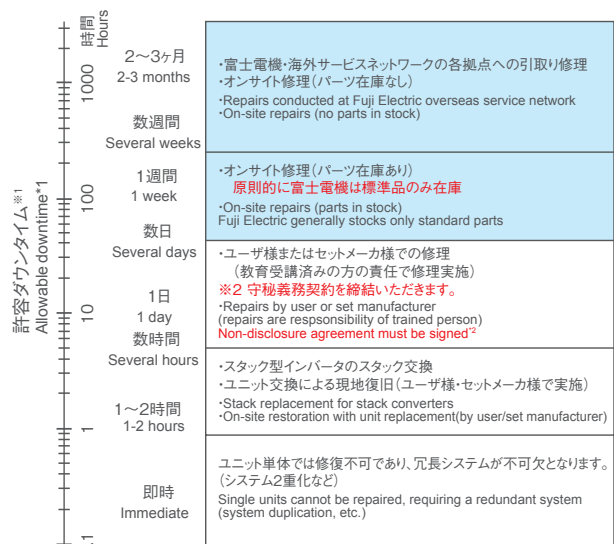 時間
Hours
許容ダウンタイム※1
Allowable downtime*1
1000
100
10
1
.1
2～3ヶ月
2-3 months
数週間
Several weeks
1週間
1 week
数日
Several days
1日
1 day
数時間
Several hours
1～2時間
1-2 hours
即時
Immediate
・富士電機・海外サービスネットワークの各拠点への引取り修理
・オンサイト修理（パーツ在庫なし）
・Repairs conducted at Fuji Electric overseas service network
・On-site repairs (no parts in stock)
・オンサイト修理（パーツ在庫あり）
原則的に富士電機は標準品のみ在庫
・On-site repairs (parts in stock)
Fuji Electric generally stocks only standard parts
・ユーザ様またはセットメーカ様での修理
（教育受講済みの方の責任で修理実施）
※2 守秘義務契約を締結いただきます。
・Repairs by user or set manufacturer
(repairs are respsonsibility of trained person)
Non-disclosure agreement must be signed*2
・スタック型インバータのスタック交換
・ユニット交換による現地復旧（ユーザ様・セットメーカ様で実施）
・Stack replacement for stack converters
・On-site restoration with unit replacement(by user/set manufacturer)
ユニット単体では修復不可であり、冗長システムが不可欠となります。
（システム2重化など）
Single units cannot be repaired, requiring a redundant system
(system duplication, etc.)